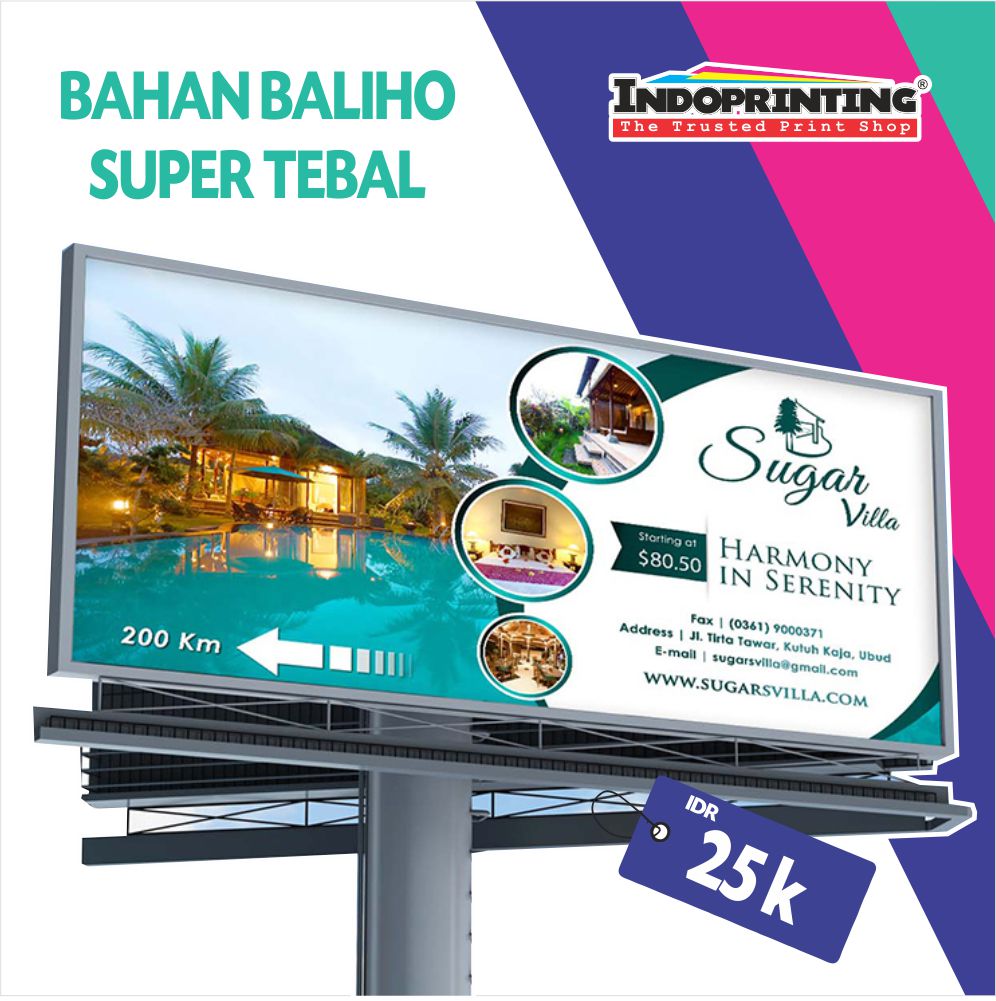 BAHAN BALIHO
SUPER TEBAL
INDOPRINTING®
The Trusted Print Shop
Sugar
Villa
Starting at
$80.50
HARMONY
IN SERENITY
Fax | (0361) 9000371
Address | Jl. Tirta Tawar, Kutuh Kaja, Ubud
E-mail | sugarsvilla@gmail.com
WWW.SUGARSVILLA.COM
200 Km
IDR
25k